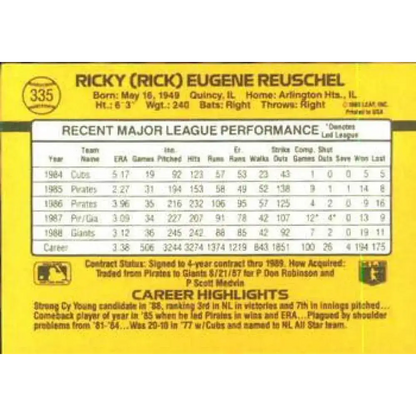 335
RICKY (RICK) EUGENE REUSCHEL
Born: May 16, 1949 Quincy, IL Home: Arlington Hts., IL
Ht.: 6'3" Wgt.: 240 Bats: Right Throws: Right
©1988 LEAF, INC.
Printed in USA
RECENT MAJOR LEAGUE PERFORMANCE *Denotes Led League
Year Team Name ERA Games Inn. Pitched Hits Runs Er. Runs Walks Strike Outs Comp. Games Shut Outs Save Won Lost
1984 Cubs 5.17 19 92 123 57 53 23 43 1 0 0 5 5
1985 Pirates 2.27 31 194 153 58 49 52 138 9 1 1 14 8
1986 Pirates 3.96 35 216 232 106 95 57 125 4 2 0 9 16
1987 Pir/Gia 3.09 34 227 207 91 78 42 107 12* 4* 0 13 9
1988 Giants 3.12 36 245 242 88 85 42 92 7 2 0 19 11
Career 3.38 506 3244 3274 1374 1219 843 1851 100 26 4 194 175
Contract Status: Signed to 4-year contract thru 1989. How Acquired:
Traded from Pirates to Giants 8/21/87 for P Don Robinson and
P Scott Medvin
CAREER HIGHLIGHTS
Strong Cy Young candidate in '88, ranking 3rd in NL in victories and 7th in innings pitched...
Comeback player of year in '85 when he led Pirates in wins and ERA...Plagued by shoulder
problems from '81-'84... Was 20-10 in '77 w/Cubs and named to NL All Star team.